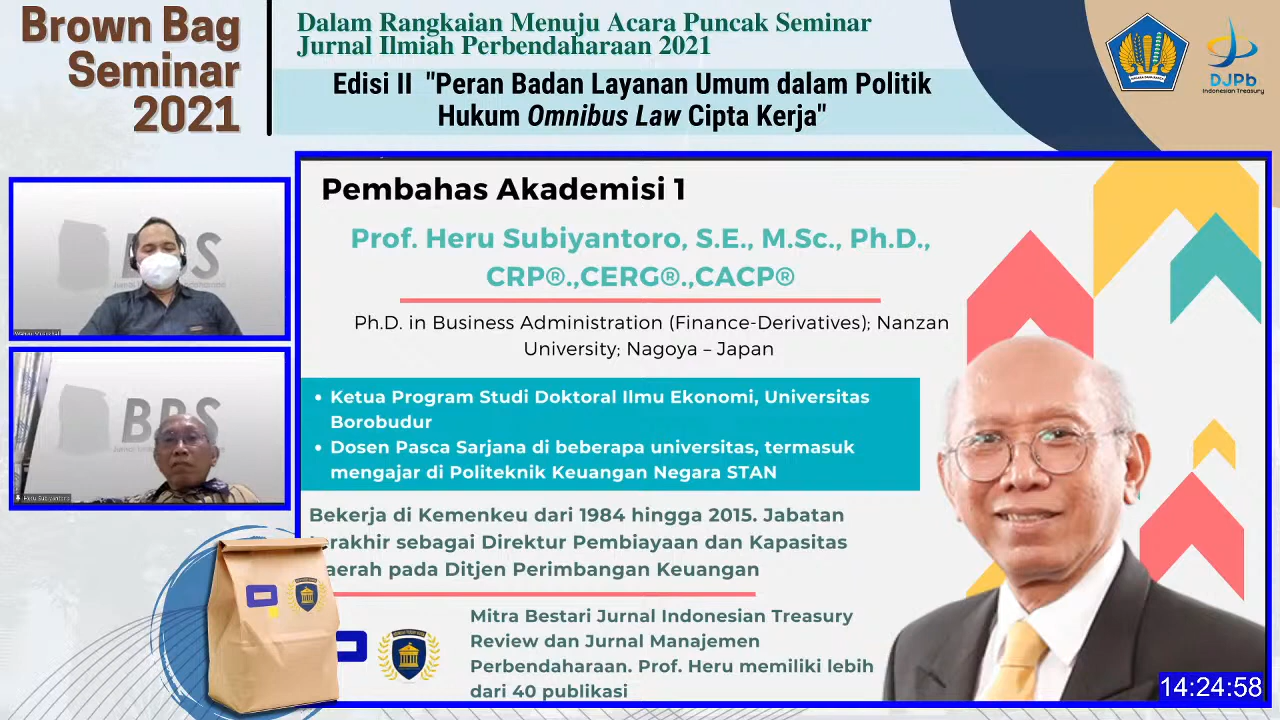 Brown Bag
Seminar
2021
Dalam Rangkaian Menuju Acara Puncak Seminar
Jurnal Ilmiah Perbendaharaan 2021
Edisi II "Peran Badan Layanan Umum dalam Politik
Hukum Omnibus Law Cipta Kerja"
DJPb
Indonesian Treasury
BBS
Heru Subiyantoro
Pembahas Akademisi 1
Prof. Heru Subiyantoro, S.E., M.Sc., Ph.D.,
CRP®.,CERG®.,CACP®
Ph.D. in Business Administration (Finance-Derivatives); Nanzan
University; Nagoya – Japan
• Ketua Program Studi Doktoral Ilmu Ekonomi, Universitas
Borobudur
• Dosen Pasca Sarjana di beberapa universitas, termasuk
mengajar di Politeknik Keuangan Negara STAN
Bekerja di Kemenkeu dari 1984 hingga 2015. Jabatan
erakhir sebagai Direktur Pembiayaan dan Kapasitas
aerah pada Ditjen Perimbangan Keuangan
Mitra Bestari Jurnal Indonesian Treasury
Review dan Jurnal Manajemen
Perbendaharaan. Prof. Heru memiliki lebih
dari 40 publikasi
14:24:58